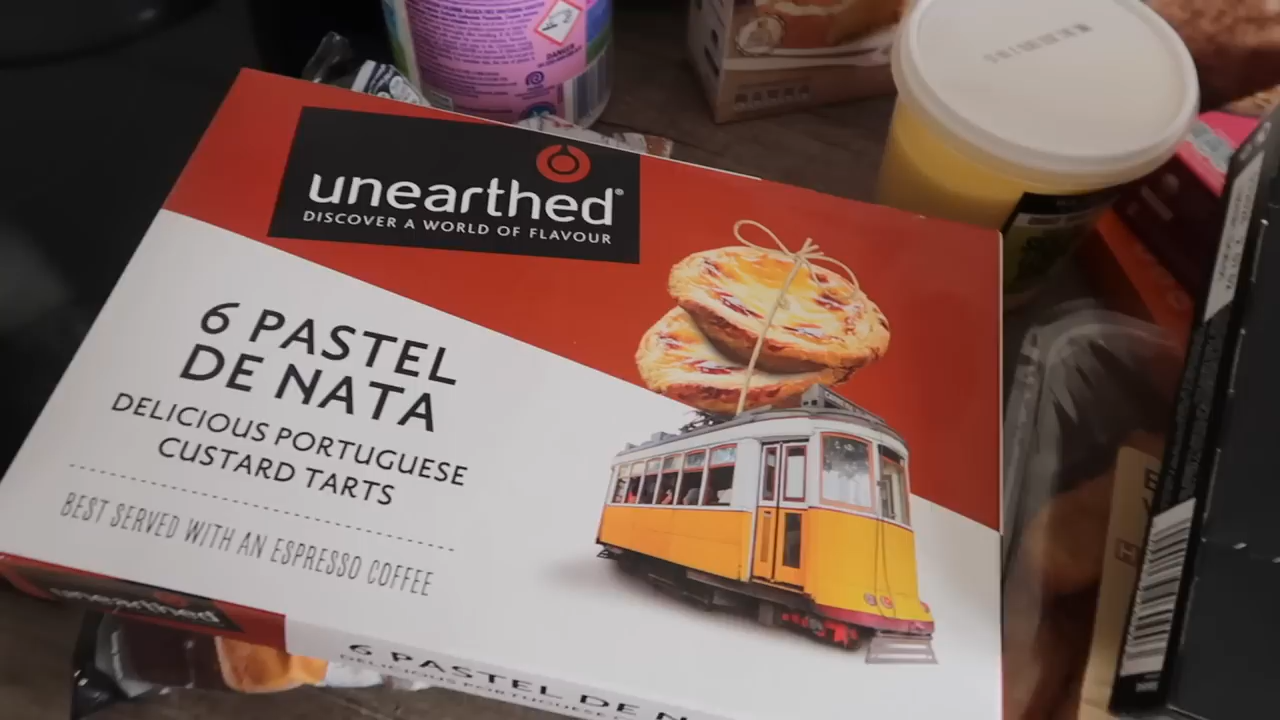 DANGER
unearthed®
DISCOVER A WORLD OF FLAVOUR
6 PASTEL
DE NATA
DELICIOUS PORTUGUESE
CUSTARD TARTS
BEST SERVED WITH AN ESPRESSO COFFEE
unearthed
6 PASTEL DE N